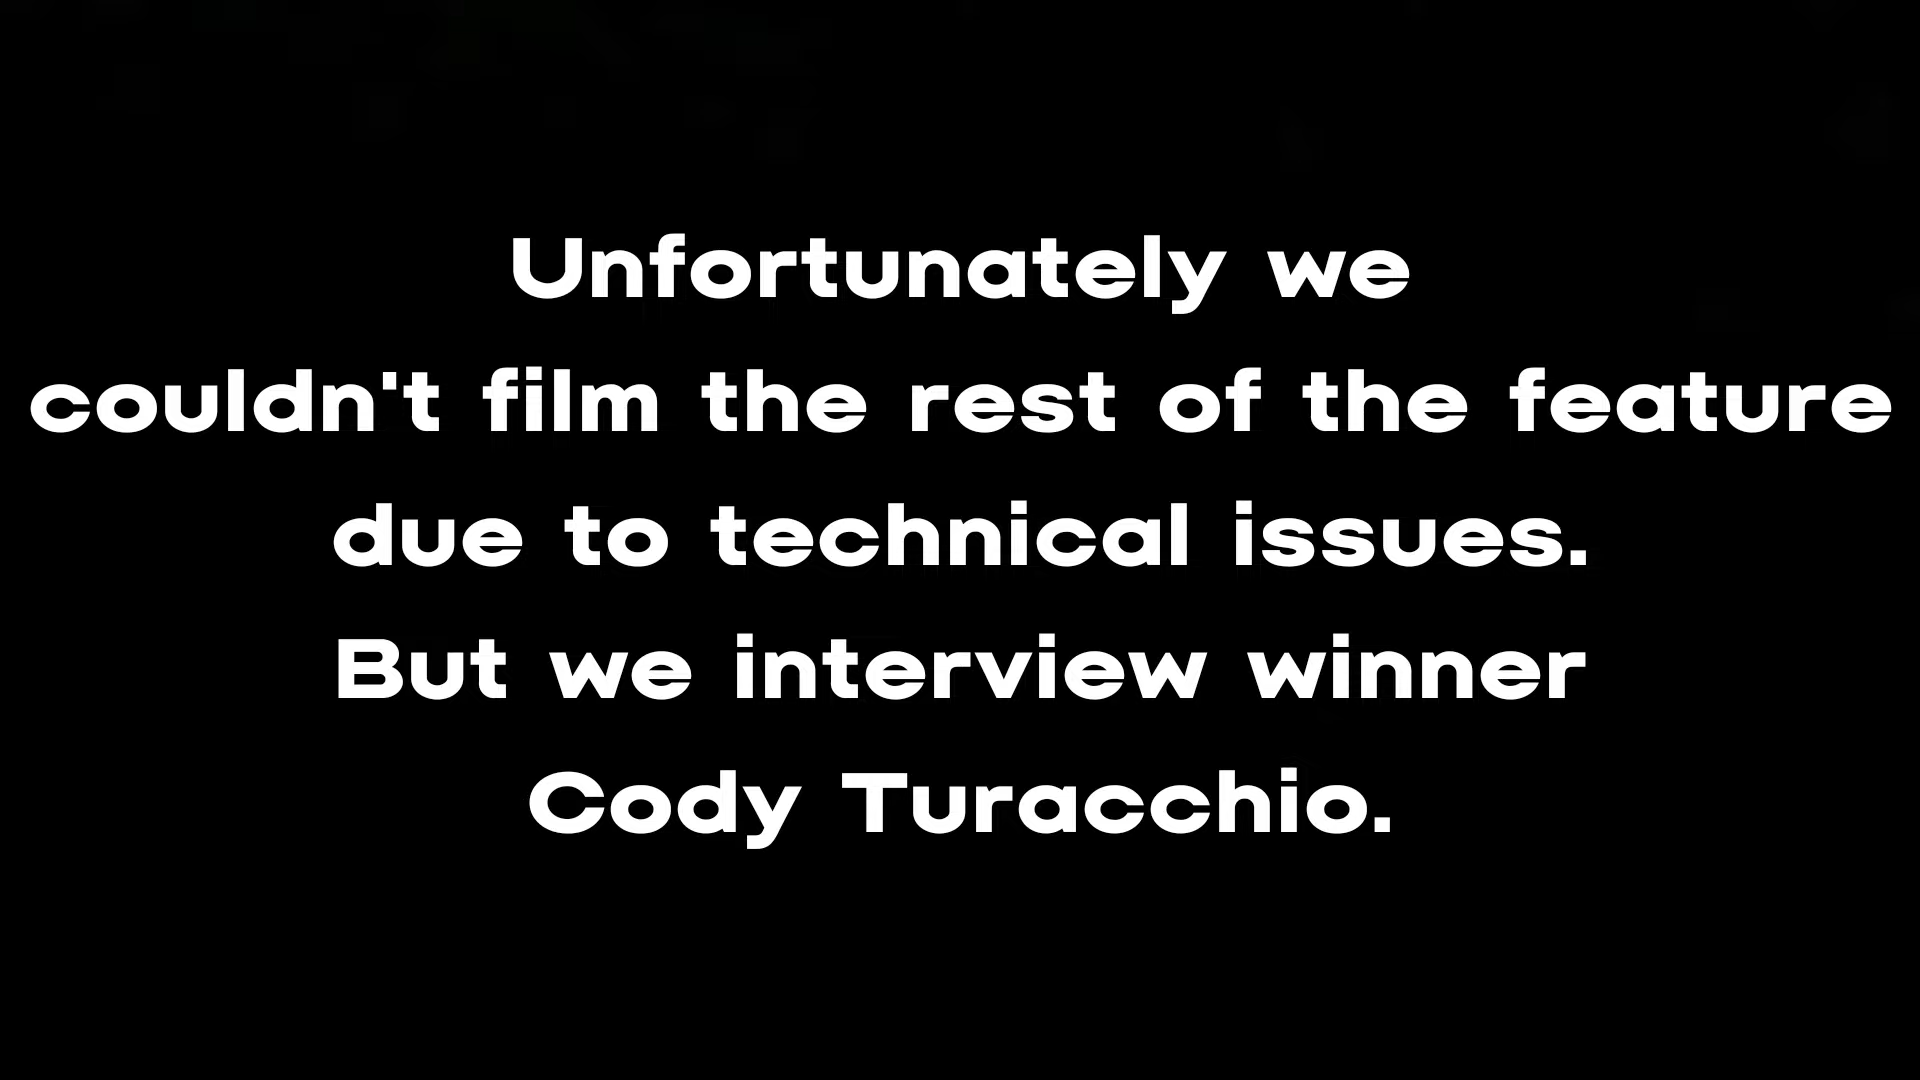 Unfortunately we
couldn't film the rest of the feature
due to technical issues.
But we interview winner
Cody Turacchio.